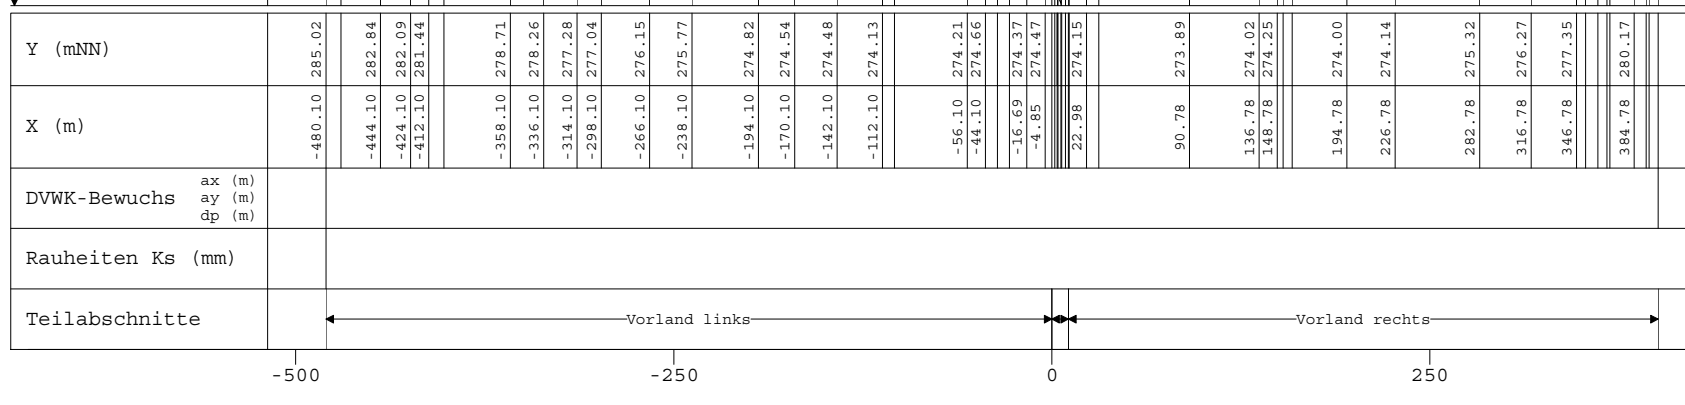 Y (mNN) 285.02 282.84 282.09 281.44 278.71 278.26 277.28 277.04 276.15 275.77 274.82 274.54 274.48 274.13 274.21 274.66 274.37 274.47 274.15 273.89 274.02 274.25 274.00 274.14 275.32 276.27 277.35 280.17
X (m) -480.10 -444.10 -424.10 -412.10 -358.10 -336.10 -314.10 -298.10 -266.10 -238.10 -194.10 -170.10 -142.10 -112.10 -56.10 -44.10 -16.69 -4.85 22.98 90.78 136.78 148.78 194.78 226.78 282.78 316.78 346.78 384.78
DVWK-Bewuchs
ax (m)
ay (m)
dp (m)
Rauheiten Ks (mm)
Teilabschnitte Vorland links Vorland rechts
-500 -250 0 250